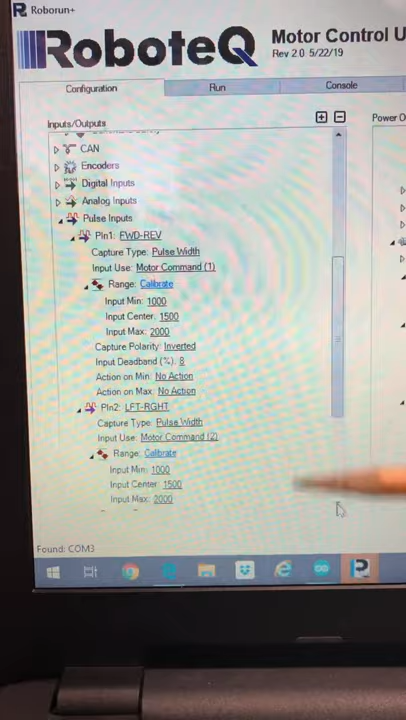 Roborun+
RoboteQ
Motor Control U
Rev 2.0 5/22/19
Configuration
Run
Console
Inputs/Outputs
Power O
CAN
Encoders
Digital Inputs
Analog Inputs
Pulse Inputs
Pin1: FWD-REV
Capture Type: Pulse Width
Input Use: Motor Command (1)
Range: Calibrate
Input Min: 1000
Input Center: 1500
Input Max: 2000
Capture Polarity: Inverted
Input Deadband (%): 8
Action on Min: No Action
Action on Max: No Action
Pin2: LFT-RGHT
Capture Type: Pulse Width
Input Use: Motor Command (2)
Range: Calibrate
Input Min: 1000
Input Center: 1500
Input Max: 2000
Found: COM3